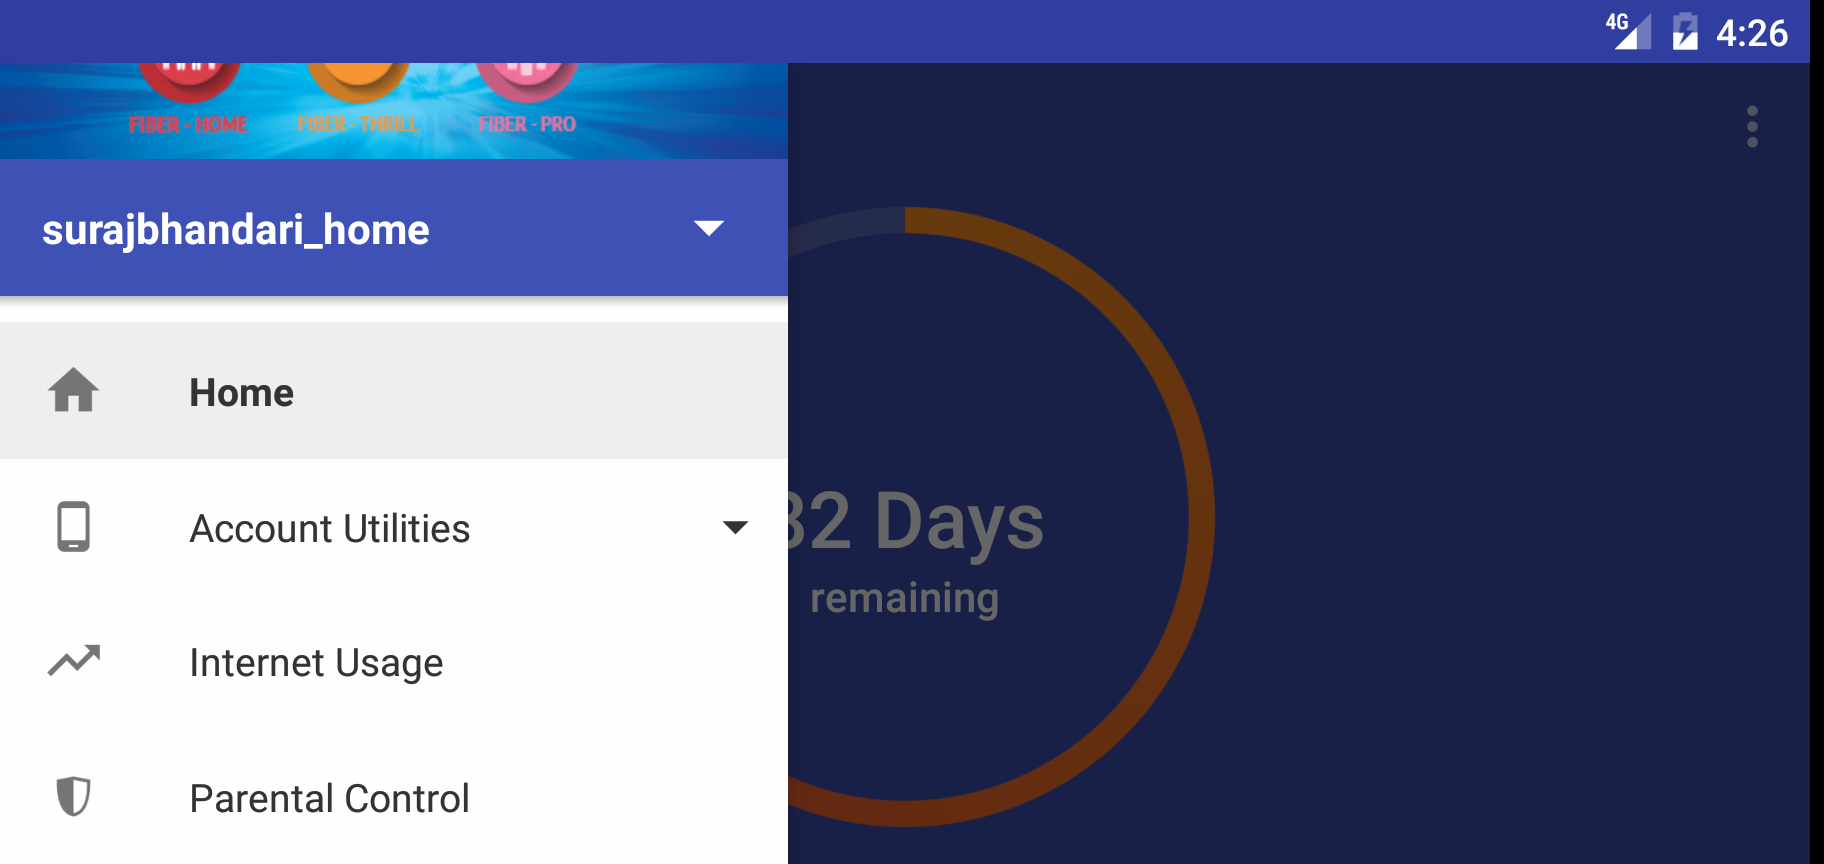 4G 4:26
FIBER - HOME FIBER - THRILL FIBER - PRO
surajbhandari_home
Home
Account Utilities
Internet Usage
Parental Control
Days
remaining